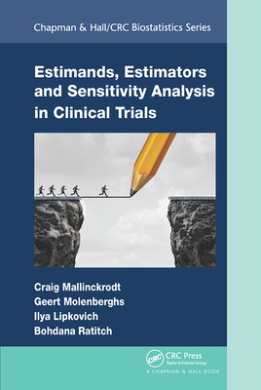 Chapman & Hall/CRC Biostatistics Series
Estimands, Estimators
and Sensitivity Analysis
in Clinical Trials
Craig Mallinckrodt
Geert Molenberghs
Ilya Lipkovich
Bohdana Ratitch
CRC Press
Taylor & Francis Group
A CHAPMAN & HALL BOOK